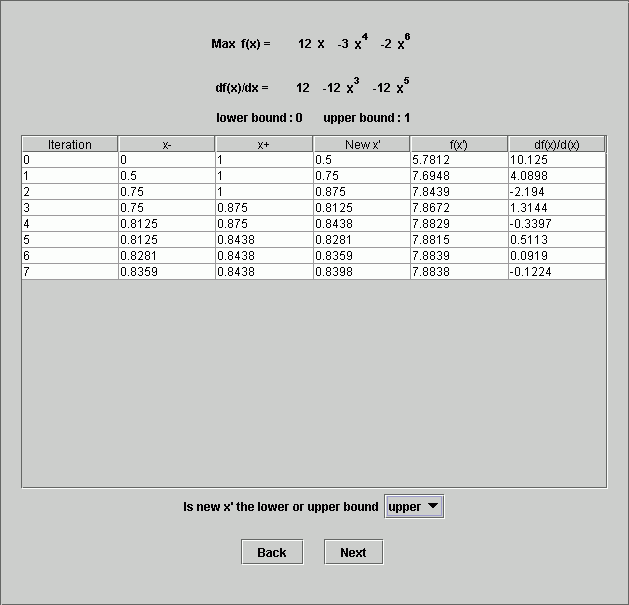 Max f(x) = 12 x -3 x^4 -2 x^6
df(x)/dx = 12 -12 x^3 -12 x^5
lower bound : 0 upper bound : 1
Iteration x- x+ New x' f(x') df(x)/d(x)
0 0 1 0.5 5.7812 10.125
1 0.5 1 0.75 7.6948 4.0898
2 0.75 1 0.875 7.8439 -2.194
3 0.75 0.875 0.8125 7.8672 1.3144
4 0.8125 0.875 0.8438 7.8829 -0.3397
5 0.8125 0.8438 0.8281 7.8815 0.5113
6 0.8281 0.8438 0.8359 7.8839 0.0919
7 0.8359 0.8438 0.8398 7.8838 -0.1224
Is new x' the lower or upper bound upper
Back Next